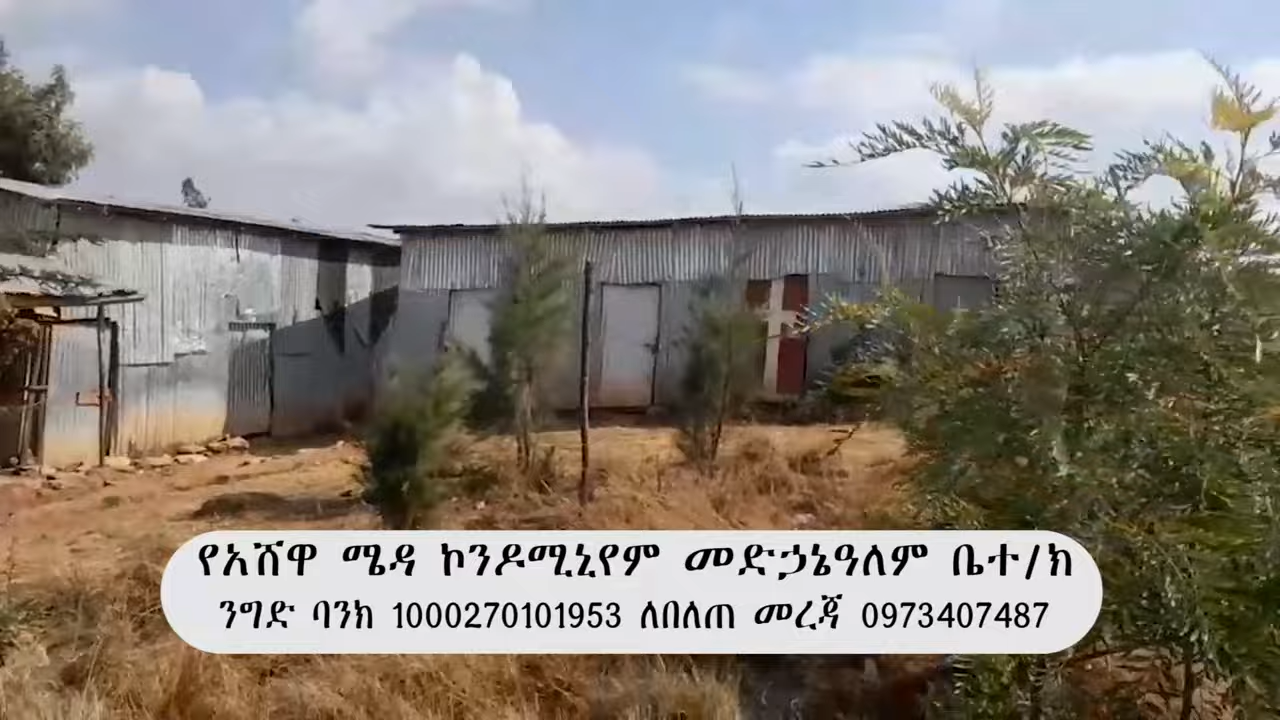 የአሸዋ ሜዳ ኮንዶሚኒየም መድኃኔዓለም ቤተ/ክ
ንግድ ባንክ 1000270101953 ለበለጠ መረጃ 0973407487